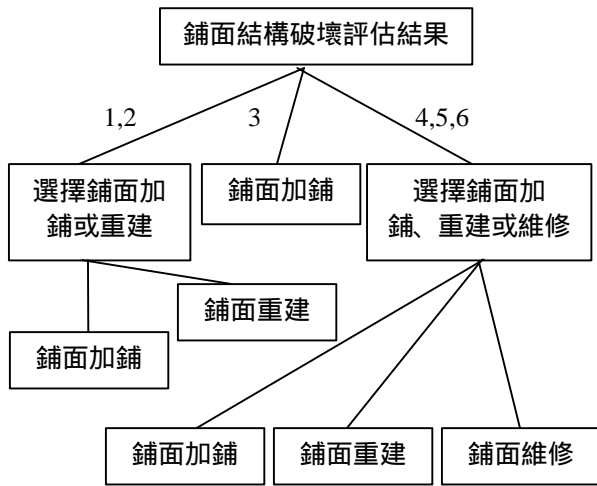 鋪面結構破壞評估結果
1,2
3
4,5,6
選擇鋪面加
鋪或重建
鋪面加鋪
選擇鋪面加
鋪、重建或維修
鋪面重建
鋪面加鋪
鋪面加鋪
鋪面重建
鋪面維修